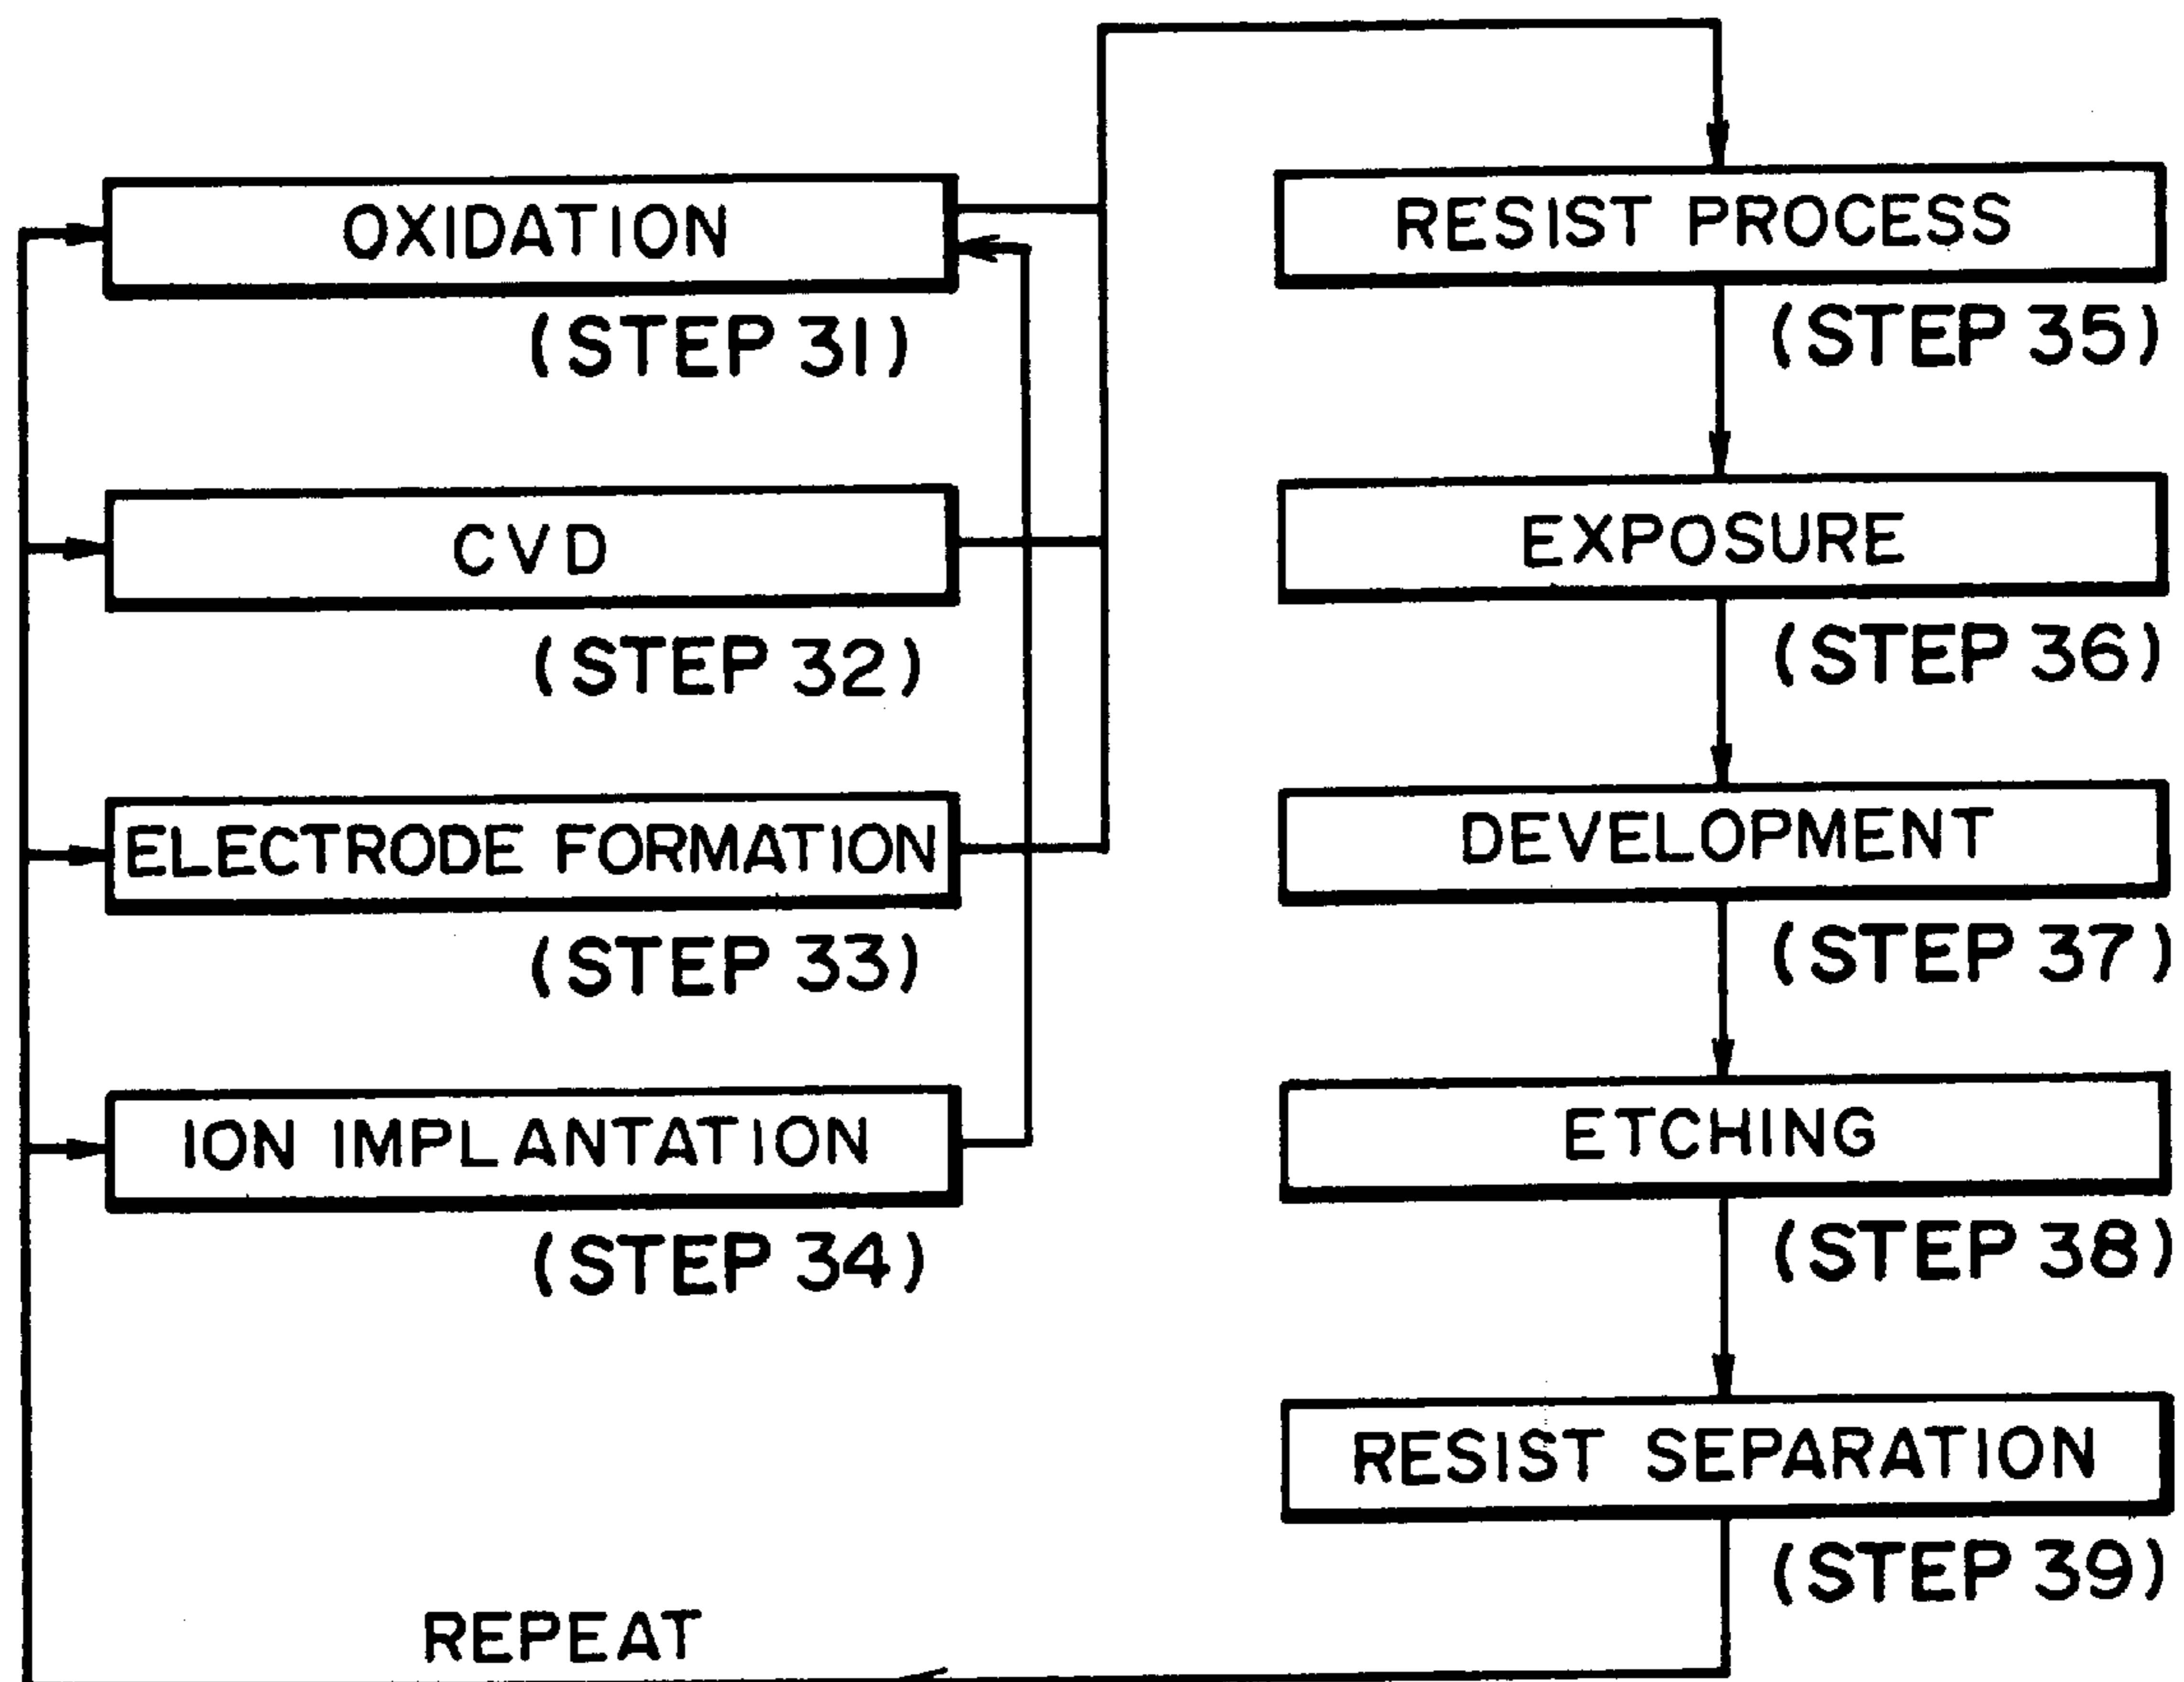 OXIDATION
(STEP 31)
CVD
(STEP 32)
ELECTRODE FORMATION
(STEP 33)
ION IMPLANTATION
(STEP 34)
RESIST PROCESS
(STEP 35)
EXPOSURE
(STEP 36)
DEVELOPMENT
(STEP 37)
ETCHING
(STEP 38)
RESIST SEPARATION
(STEP 39)
REPEAT